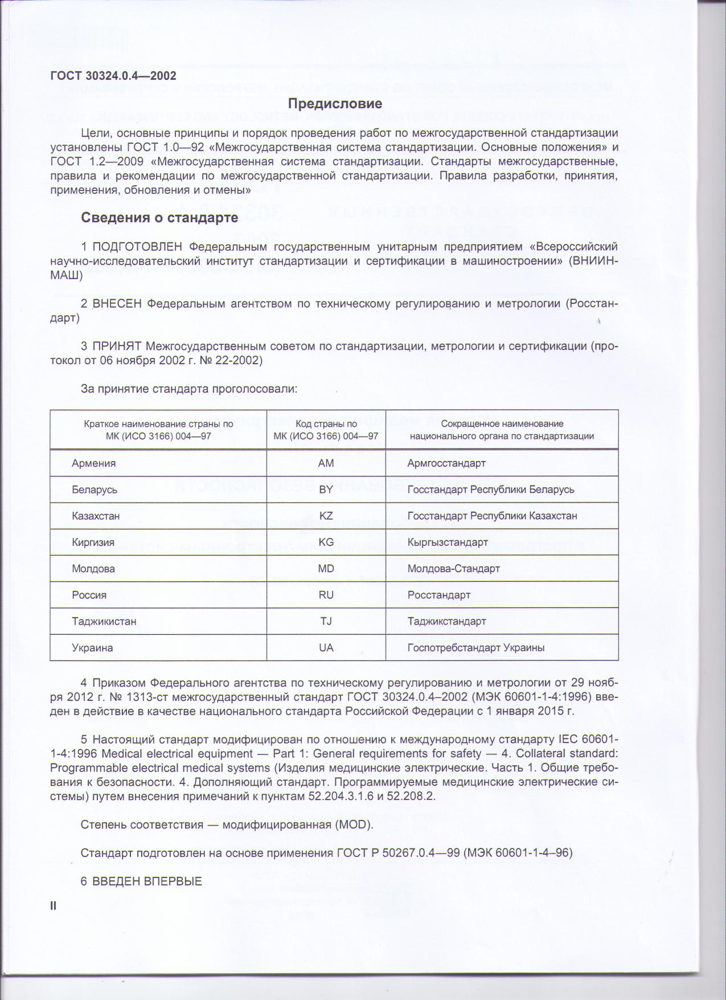 ГОСТ 30324.0.4—2002
Предисловие
Цели, основные принципы и порядок проведения работ по межгосударственной стандартизации
установлены ГОСТ 1.0—92 «Межгосударственная система стандартизации. Основные положения» и
ГОСТ 1.2—2009 «Межгосударственная система стандартизации. Стандарты межгосударственные,
правила и рекомендации по межгосударственной стандартизации. Правила разработки, принятия,
применения, обновления и отмены»
Сведения о стандарте
1 ПОДГОТОВЛЕН Федеральным государственным унитарным предприятием «Всероссийский
научно-исследовательский институт стандартизации и сертификации в машиностроении» (ВНИИН-
МАШ)
2 ВНЕСЕН Федеральным агентством по техническому регулированию и метрологии (Росстан-
дарт)
3 ПРИНЯТ Межгосударственным советом по стандартизации, метрологии и сертификации (про-
токол от 06 ноября 2002 г. № 22-2002)
За принятие стандарта проголосовали:
Краткое наименование страны по
МК (ИСО 3166) 004—97
Код страны по
МК (ИСО 3166) 004—97
Сокращенное наименование
национального органа по стандартизации
Армения AM Армгосстандарт
Беларусь BY Госстандарт Республики Беларусь
Казахстан KZ Госстандарт Республики Казахстан
Киргизия KG Кыргызстандарт
Молдова MD Молдова-Стандарт
Россия RU Росстандарт
Таджикистан TJ Таджикстандарт
Украина UA Госпотребстандарт Украины
4 Приказом Федерального агентства по техническому регулированию и метрологии от 29 нояб-
ря 2012 г. № 1313-ст межгосударственный стандарт ГОСТ 30324.0.4–2002 (МЭК 60601-1-4:1996) вве-
ден в действие в качестве национального стандарта Российской Федерации с 1 января 2015 г.
5 Настоящий стандарт модифицирован по отношению к международному стандарту IEC 60601-
1-4:1996 Medical electrical equipment — Part 1: General requirements for safety — 4. Collateral standard:
Programmable electrical medical systems (Изделия медицинские электрические. Часть 1. Общие требо-
вания к безопасности. 4. Дополняющий стандарт. Программируемые медицинские электрические си-
стемы) путем внесения примечаний к пунктам 52.204.3.1.6 и 52.208.2.
Степень соответствия — модифицированная (MOD).
Стандарт подготовлен на основе применения ГОСТ Р 50267.0.4—99 (МЭК 60601-1-4–96)
6 ВВЕДЕН ВПЕРВЫЕ
II